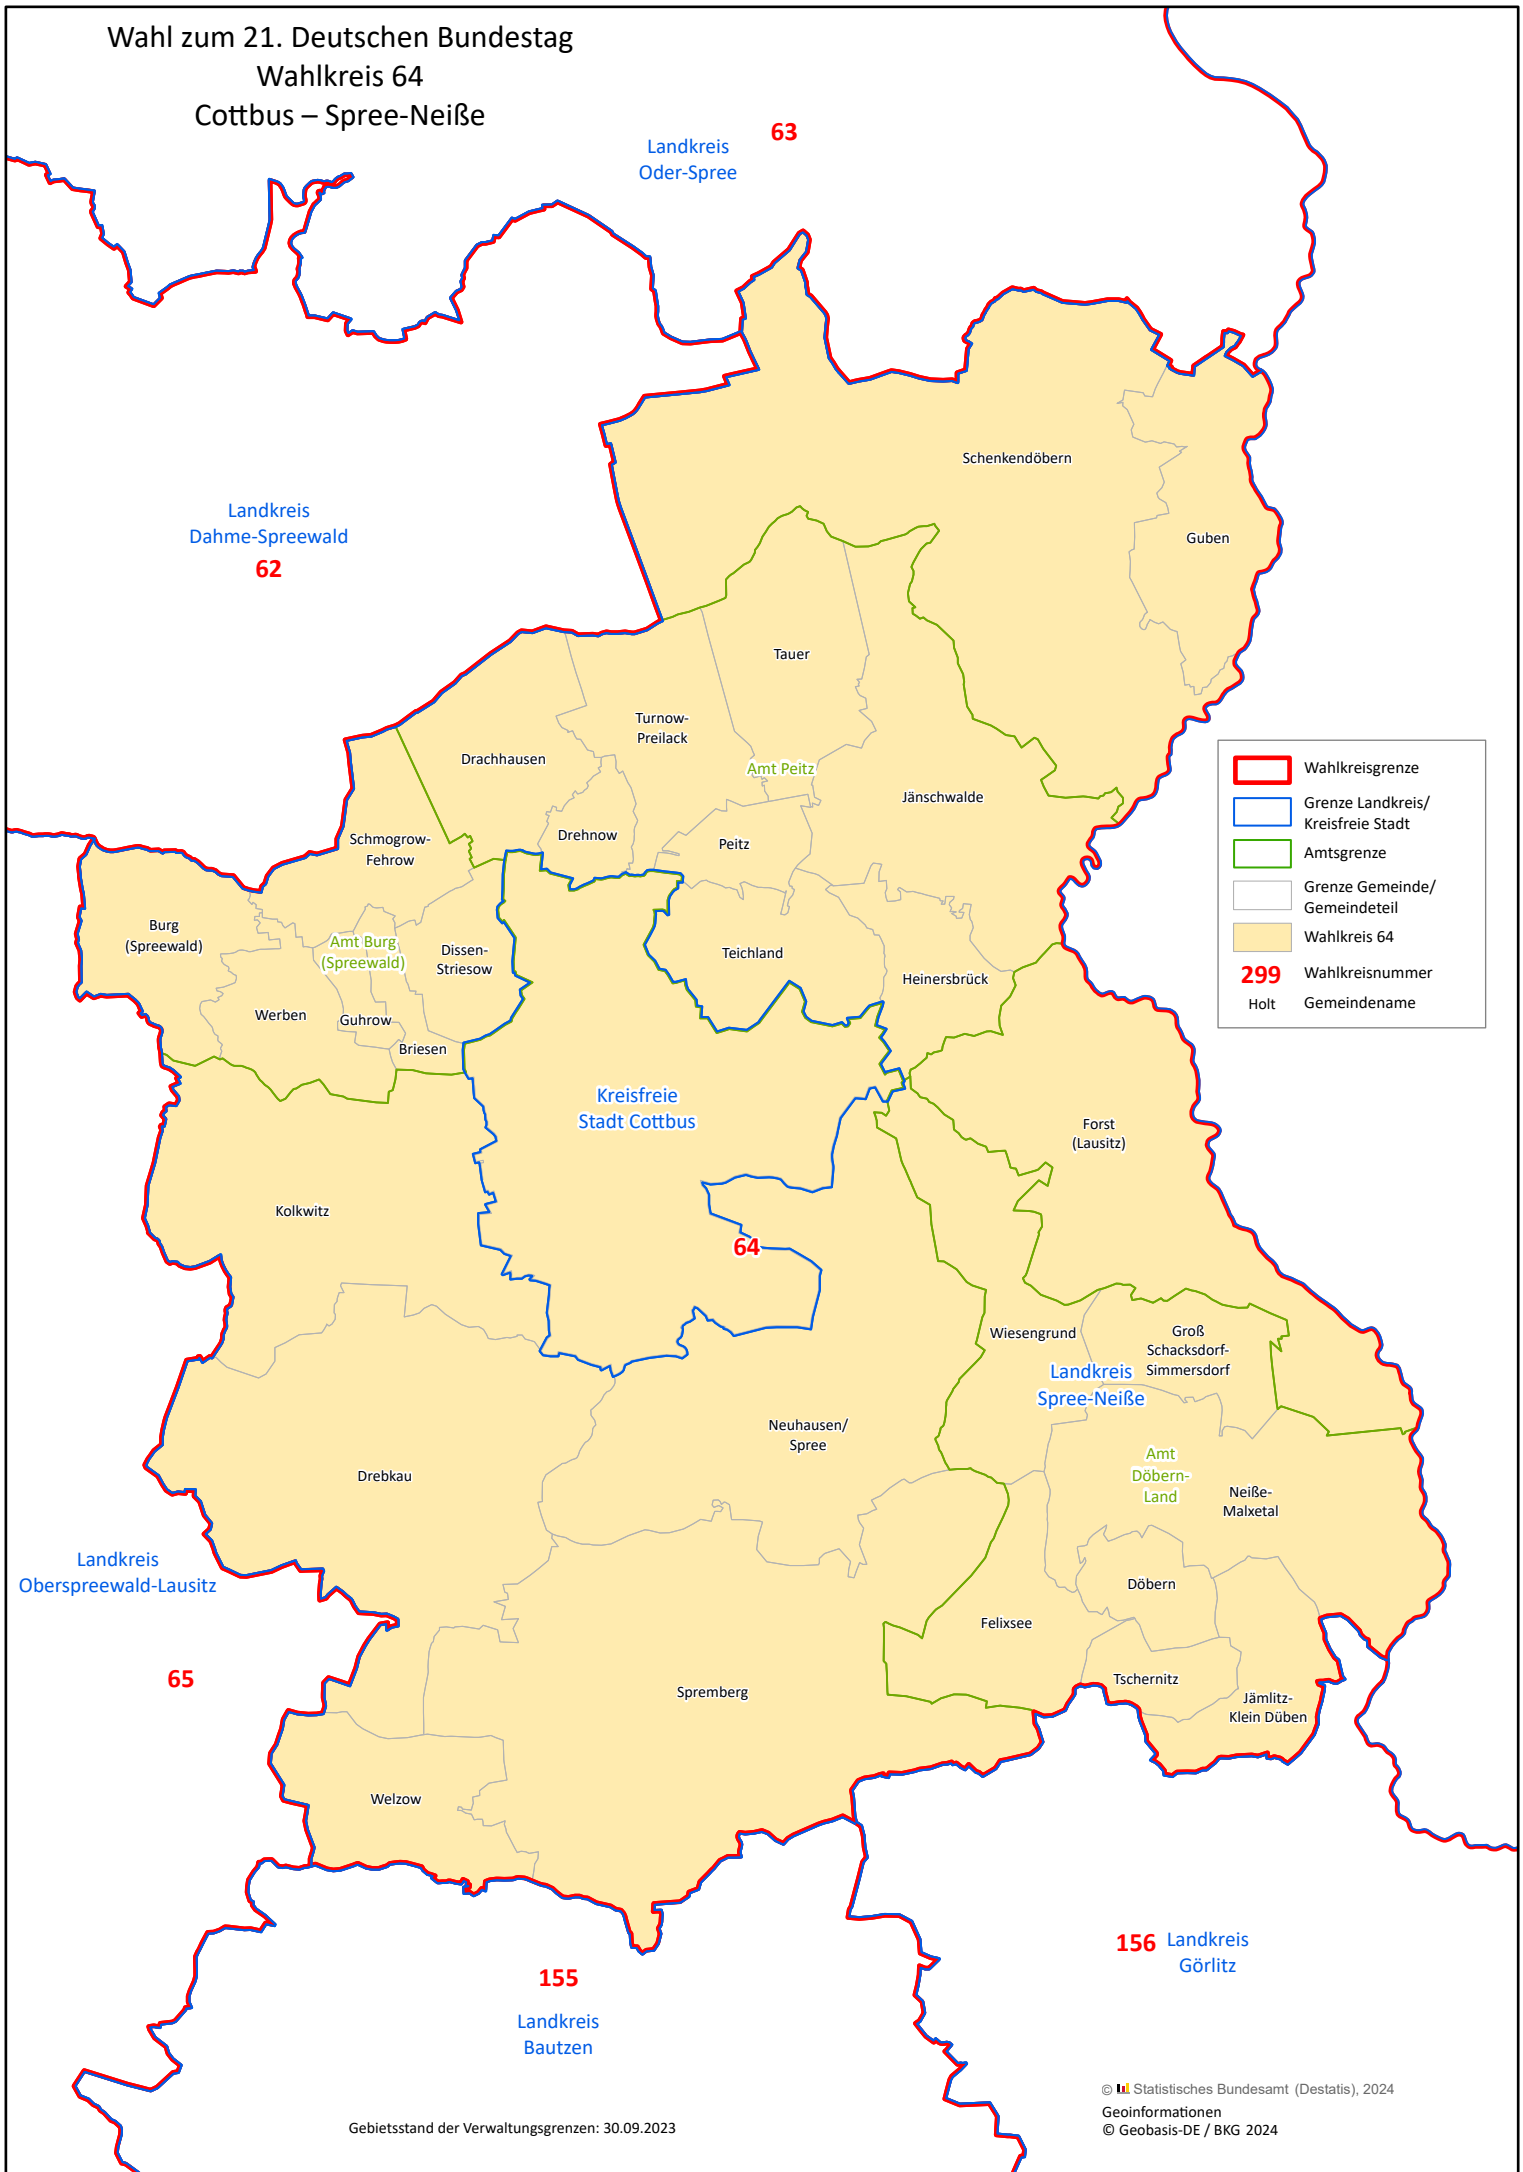 Wahl zum 21. Deutschen Bundestag
Wahlkreis 64
Cottbus – Spree-Neiße
63
Landkreis
Oder-Spree
Landkreis
Dahme-Spreewald
62
Schenkendöbern
Guben
Tauer
Turnow-
Preilack
Drachhausen
Amt Peitz
Jänschwalde
Schmogrow-
Fehrow
Drehnow
Peitz
Burg
(Spreewald)
Amt Burg
(Spreewald)
Dissen-
Striesow
Teichland
Heinersbrück
Werben
Guhrow
Briesen
Wahlkreisgrenze
Grenze Landkreis/
Kreisfreie Stadt
Amtsgrenze
Grenze Gemeinde/
Gemeindeteil
Wahlkreis 64
299 Wahlkreisnummer
Holt Gemeindename
Kreisfreie
Stadt Cottbus
Forst
(Lausitz)
Kolkwitz
64
Wiesengrund
Groß
Schacksdorf-
Simmersdorf
Landkreis
Spree-Neiße
Neuhausen/
Spree
Drebkau
Amt
Döbern-
Land
Neiße-
Malxetal
Landkreis
Oberspreewald-Lausitz
65
Döbern
Felixsee
Tschernitz
Jämlitz-
Klein Düben
Spremberg
Welzow
155
Landkreis
Bautzen
156 Landkreis
Görlitz
Gebietsstand der Verwaltungsgrenzen: 30.09.2023
© Statistisches Bundesamt (Destatis), 2024
Geoinformationen
© Geobasis-DE / BKG 2024